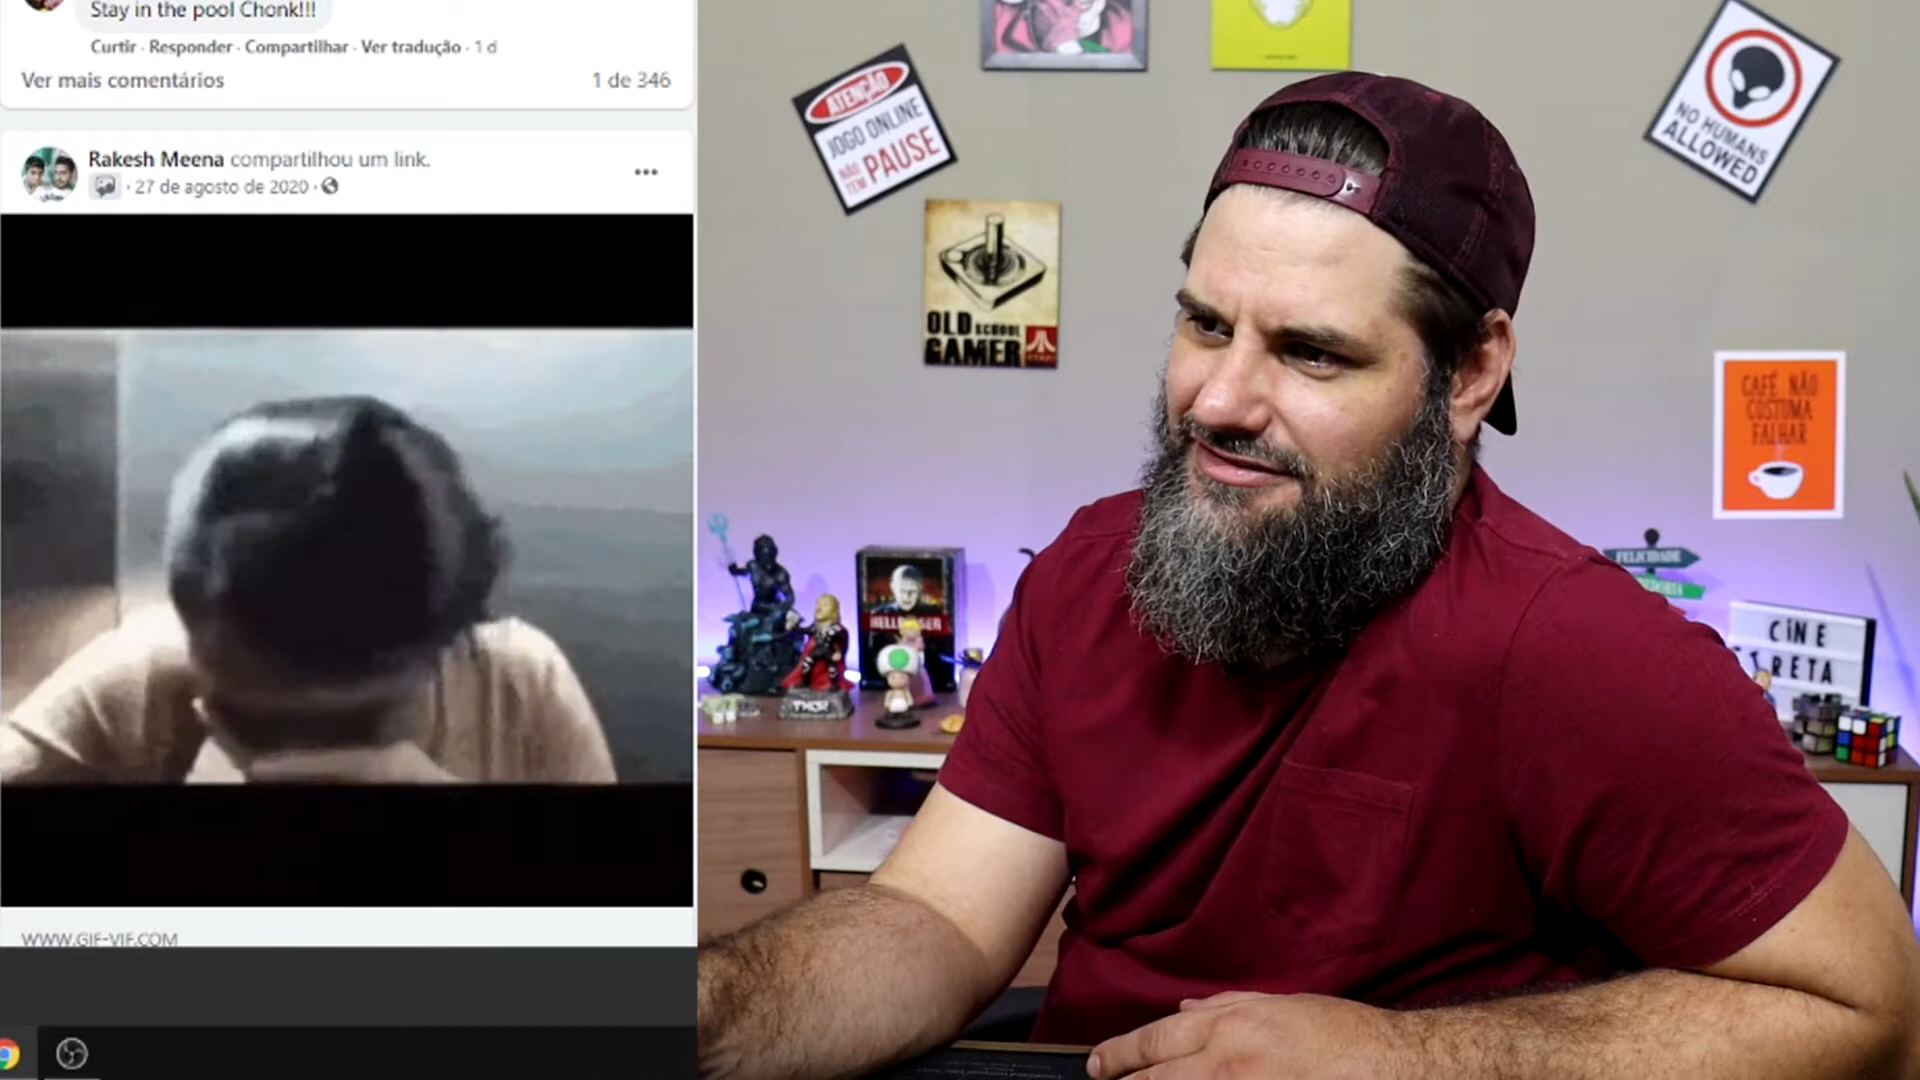 Stay in the pool Chonk!!!
Curtir · Responder · Compartilhar · Ver tradução · 1 d
Ver mais comentários 1 de 346
Rakesh Meena compartilhou um link.
27 de agosto de 2020
WWW.GIF-VIF.COM
ATENÇÃO
JOGO ONLINE
NÃO TEM PAUSE
NO HUMANS
ALLOWED
OLD SCHOOL
GAMER
CAFÉ NÃO
COSTUMA
FALHAR
FELICIDADE
THOR
CINE